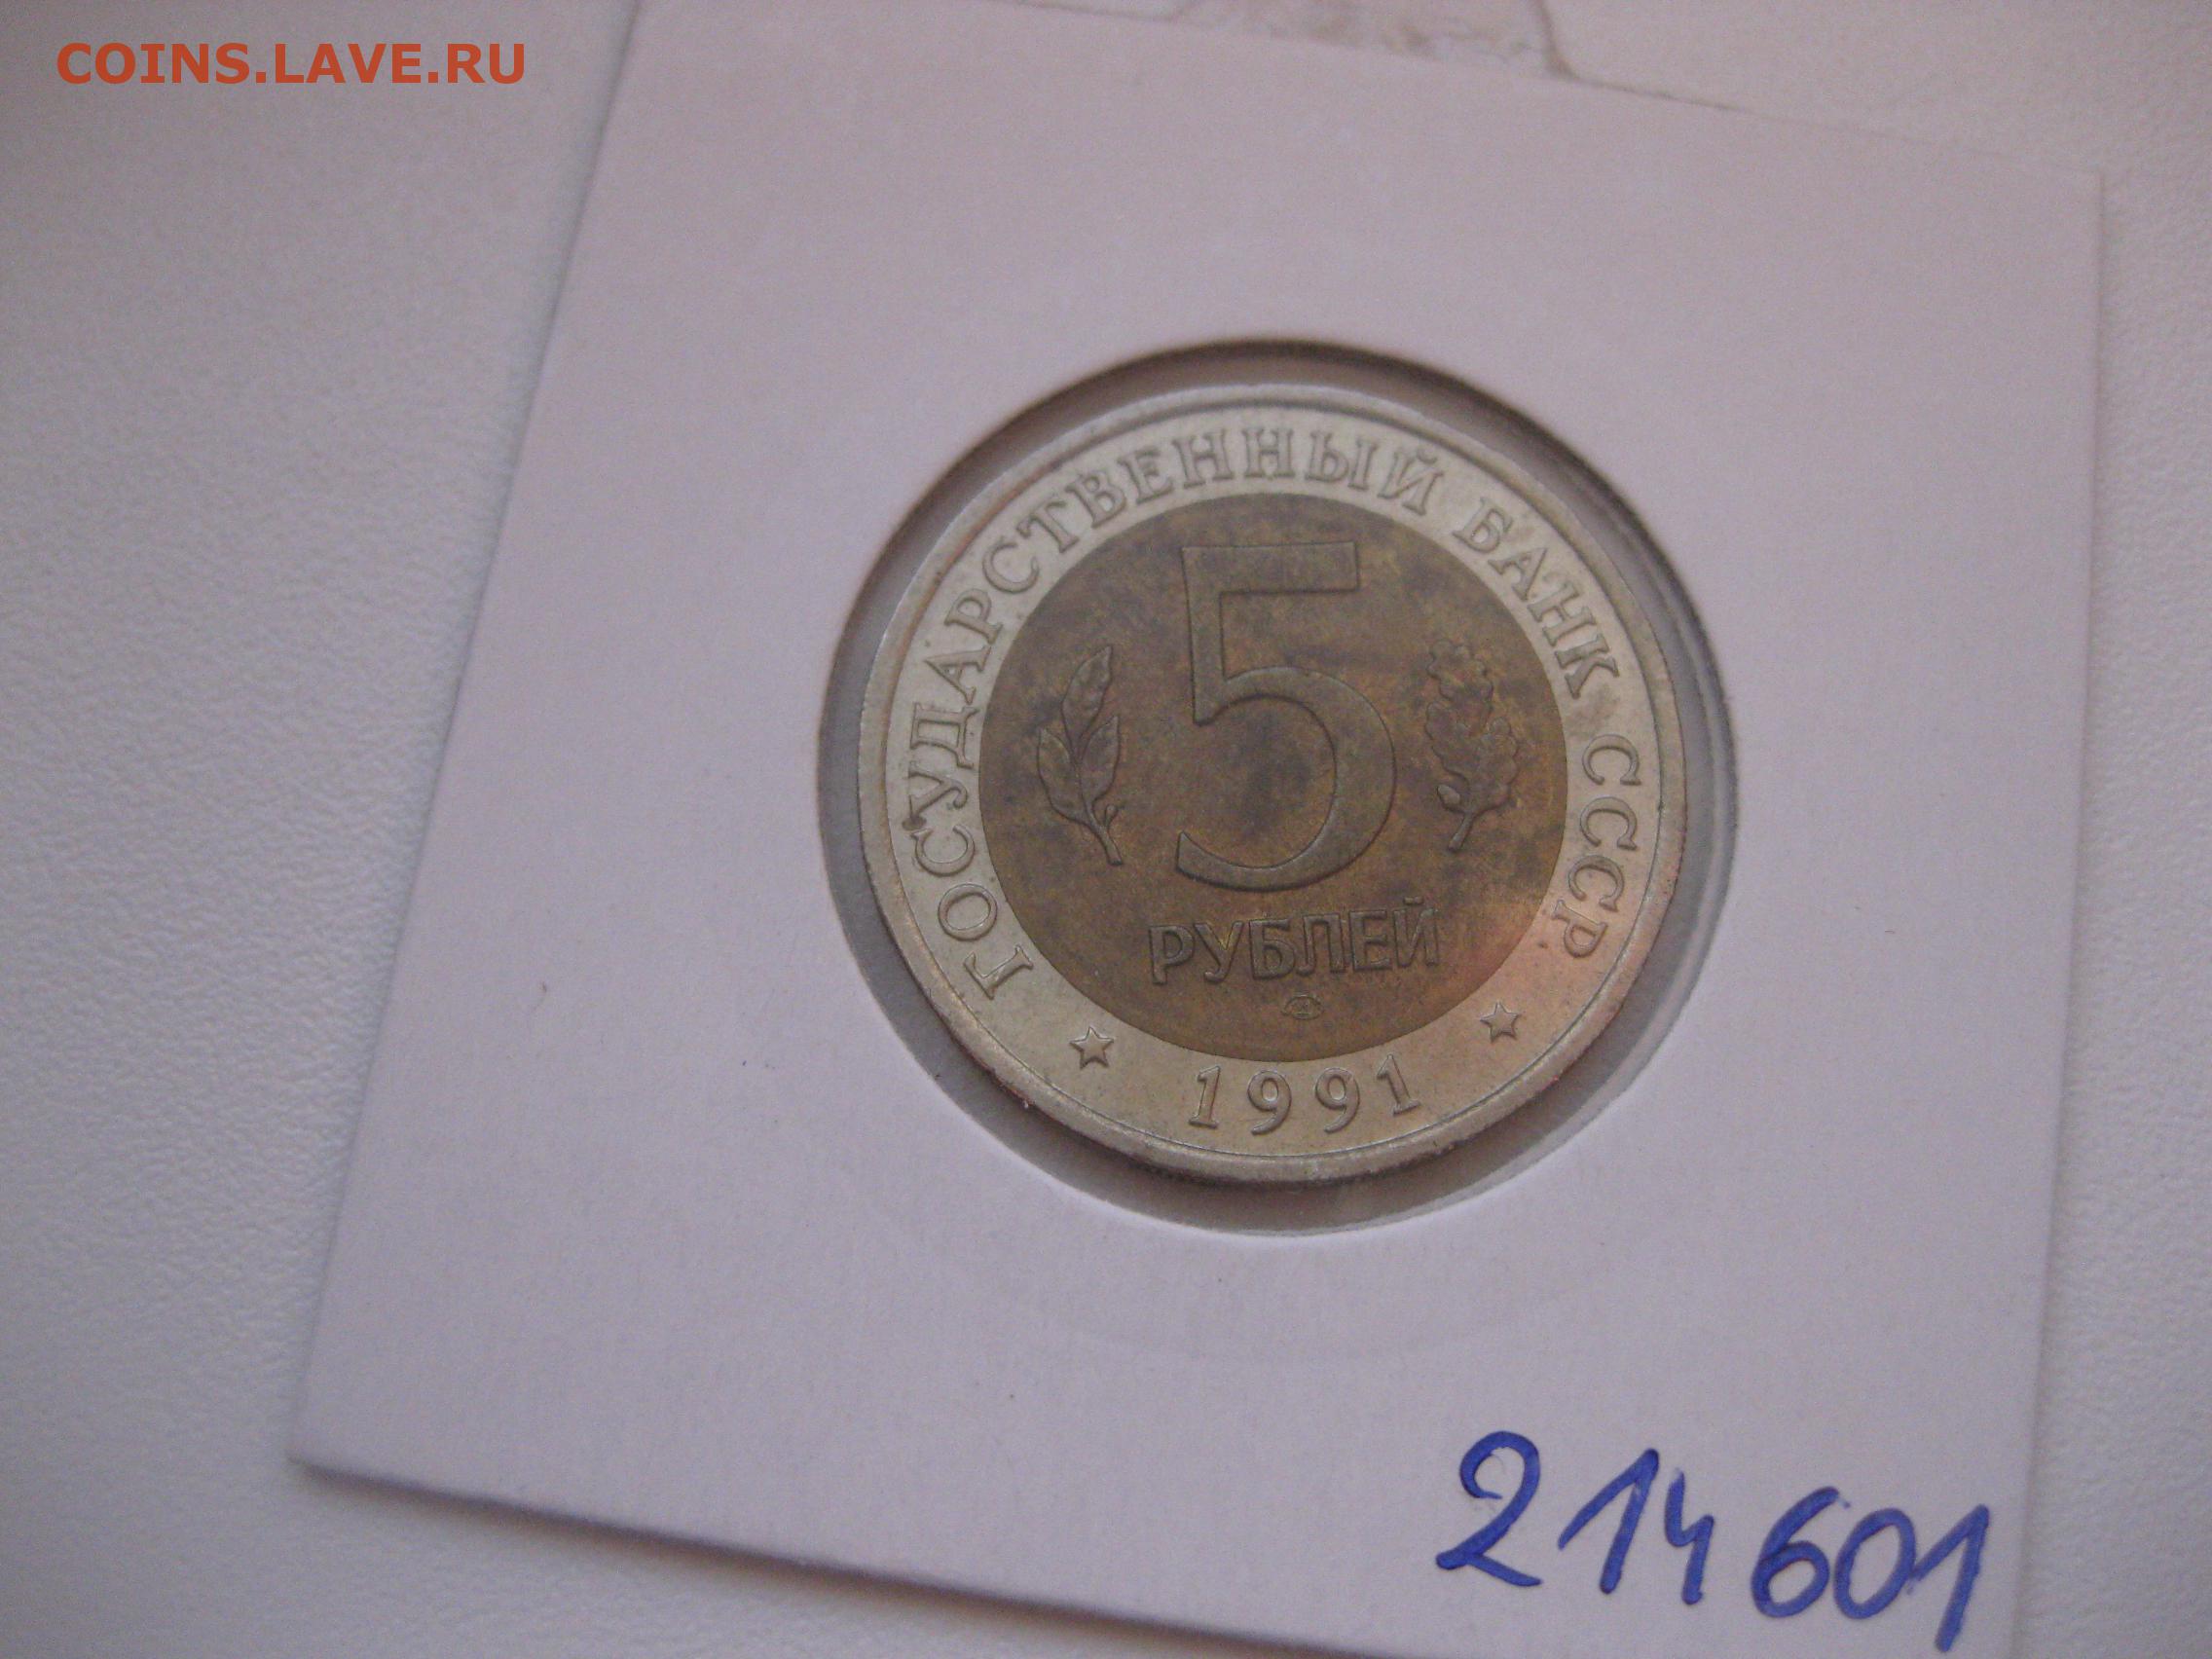 COINS.LAVE.RU
ГОСУДАРСТВЕННЫЙ БАНК СССР
5
РУБЛЕЙ
1991
214601